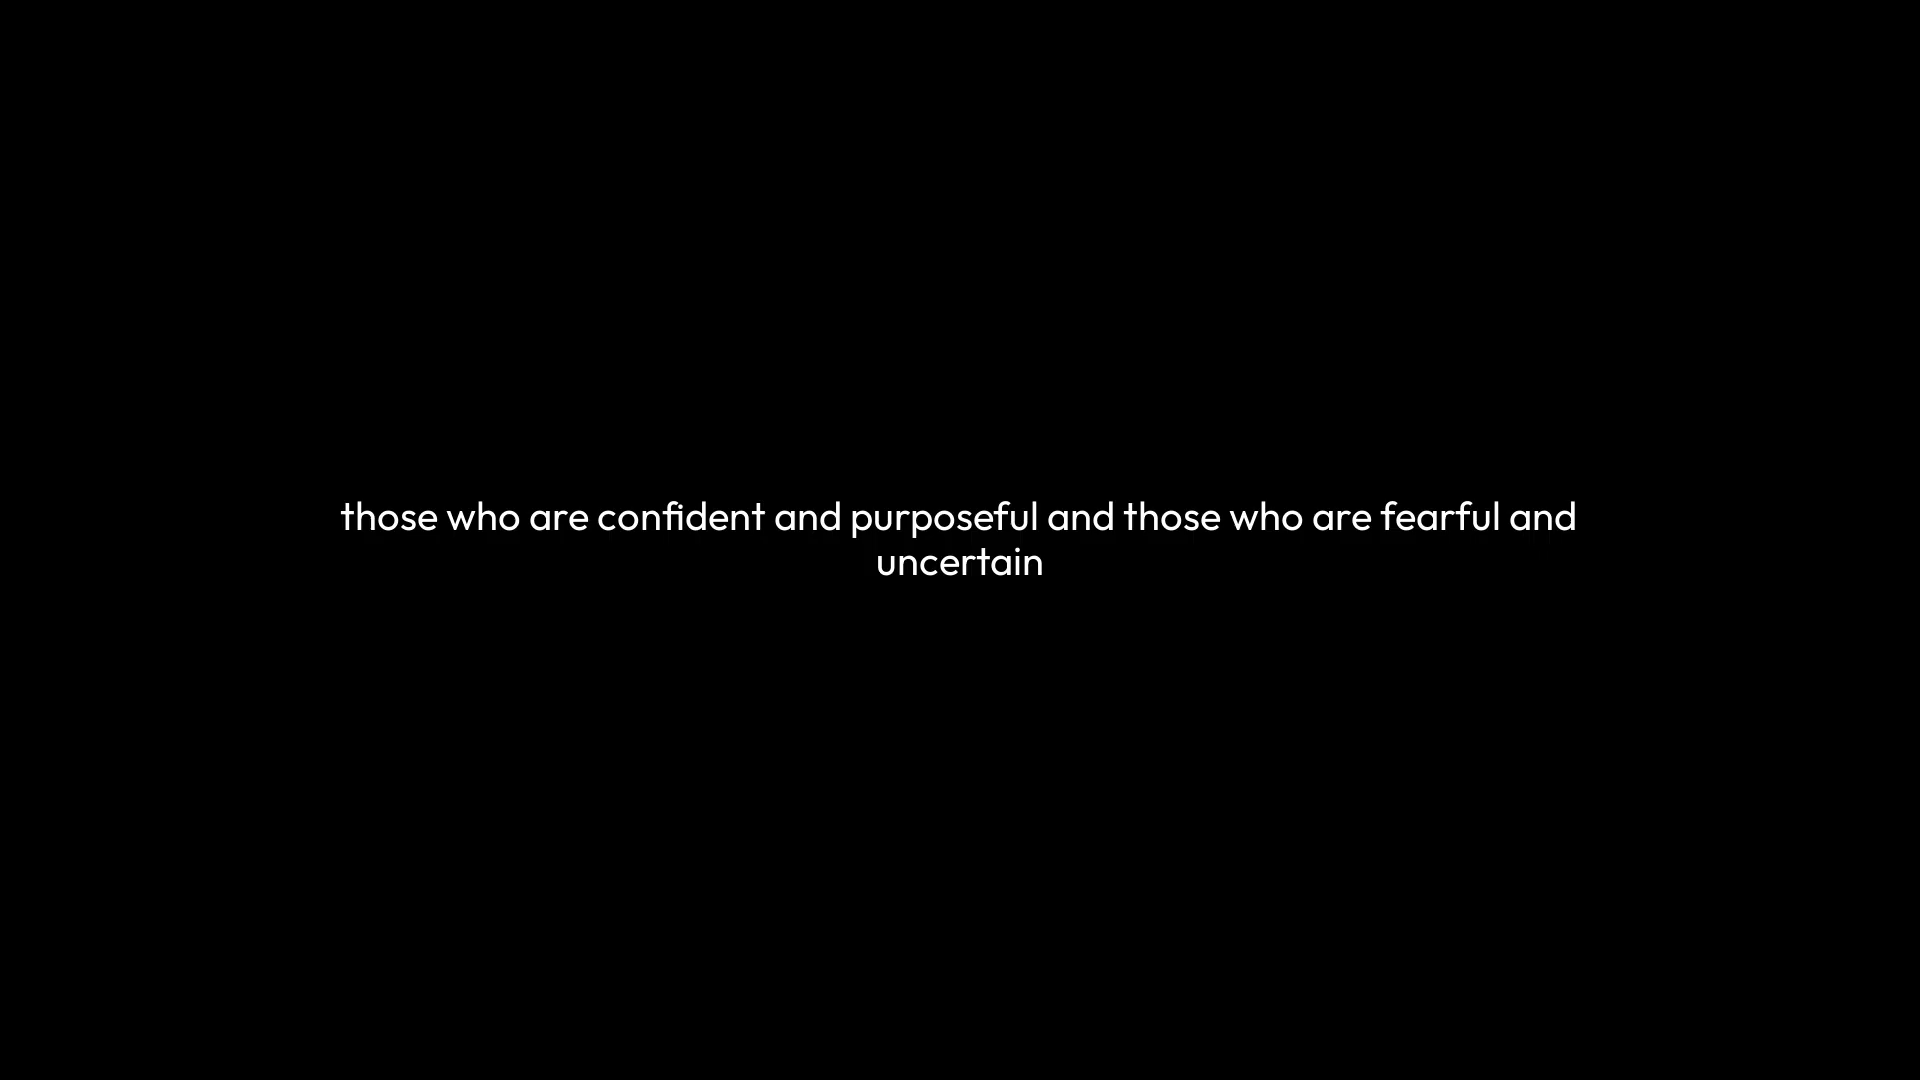 those who are confident and purposeful and those who are fearful and
uncertain